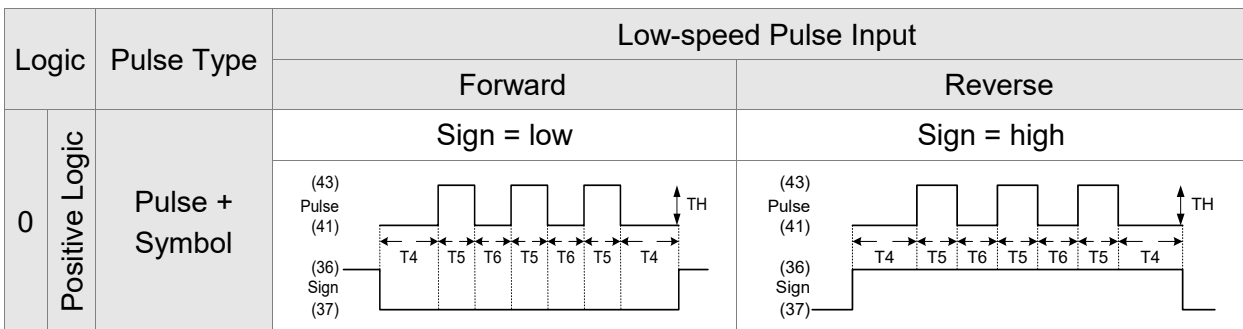 Logic
Pulse Type
Low-speed Pulse Input
Forward
Reverse
0
Positive Logic
Pulse +
Symbol
Sign = low
(43)
Pulse
(41)
TH
T4 T5 T6 T5 T6 T5 T4
(36)
Sign
(37)
Sign = high
(43)
Pulse
(41)
TH
T4 T5 T6 T5 T6 T5 T4
(36)
Sign
(37)